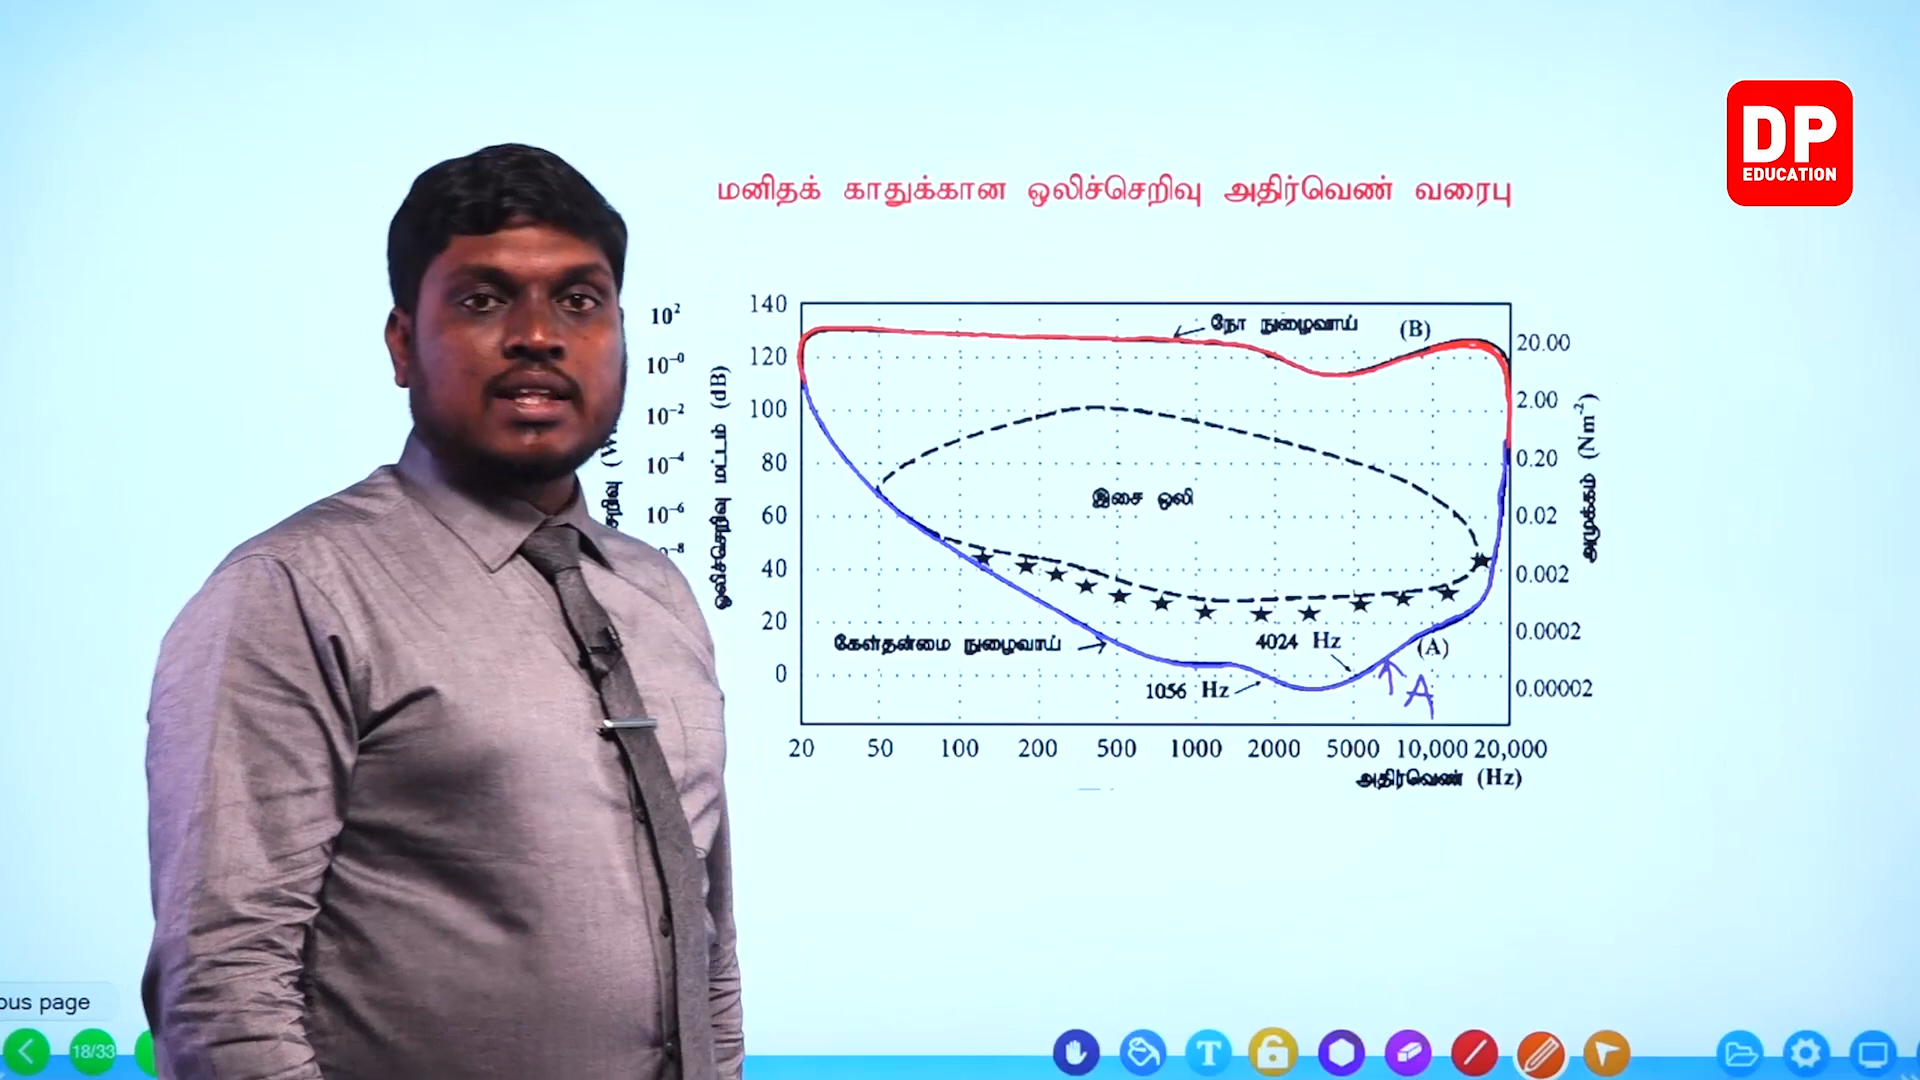 DP
EDUCATION
மனிதக் காதுக்கான ஒலிச்செறிவு அதிர்வெண் வரைபு
10²
10⁻⁰
10⁻²
10⁻⁴
10⁻⁶
ஒலிச்செறிவு மட்டம் (dB)
140
120
100
80
60
40
20
0
நோ நுழைவாய் (B)
இசை ஒலி
கேள்தன்மை நுழைவாய்
4024 Hz
(A)
1056 Hz
A
20.00
2.00
0.20
0.02
0.002
0.0002
0.00002
அமுக்கம் (Nm⁻²)
20 50 100 200 500 1000 2000 5000 10,000 20,000
அதிர்வெண் (Hz)
ous page
18/33
T